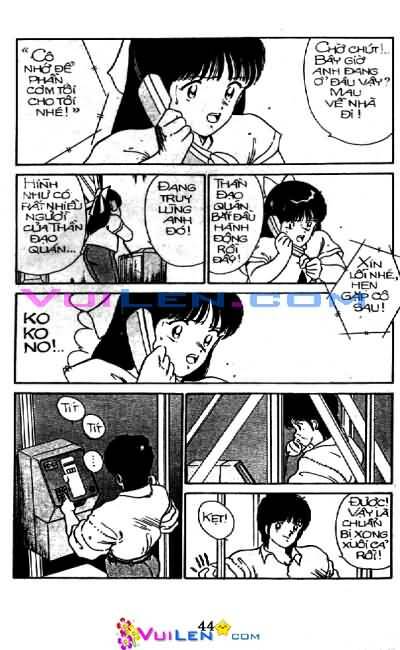 CHỜ CHÚT!..
BÂY GIỜ
ANH ĐANG
Ở ĐÂU VẬY?
MAU
VỀ NHÀ
ĐI!
"CÔ
NHỚ ĐỂ
PHẦN
CƠM TỐI
CHO TÔI
NHÉ!"
HÌNH
NHƯ CÓ
RẤT NHIỀU
NGƯỜI
CỦA THẦN
ĐẠO
QUÁN...
ĐANG
TRUY
LÙNG
ANH
ĐÓ!
THẦN
ĐẠO
QUÁN
BẮT ĐẦU
HÀNH
ĐỘNG
RỒI
ĐẤY!
XIN
LỖI NHÉ,
HẸN
GẶP CÔ
SAU!
VUILEN.COM
KO
KO
NO!..
TÍT
TÍT
...
KẸT!
ĐƯỢC!
VẬY LÀ
CHUẨN
BỊ XONG
XUÔI CẢ
RỒI!
44
VUILEN.COM